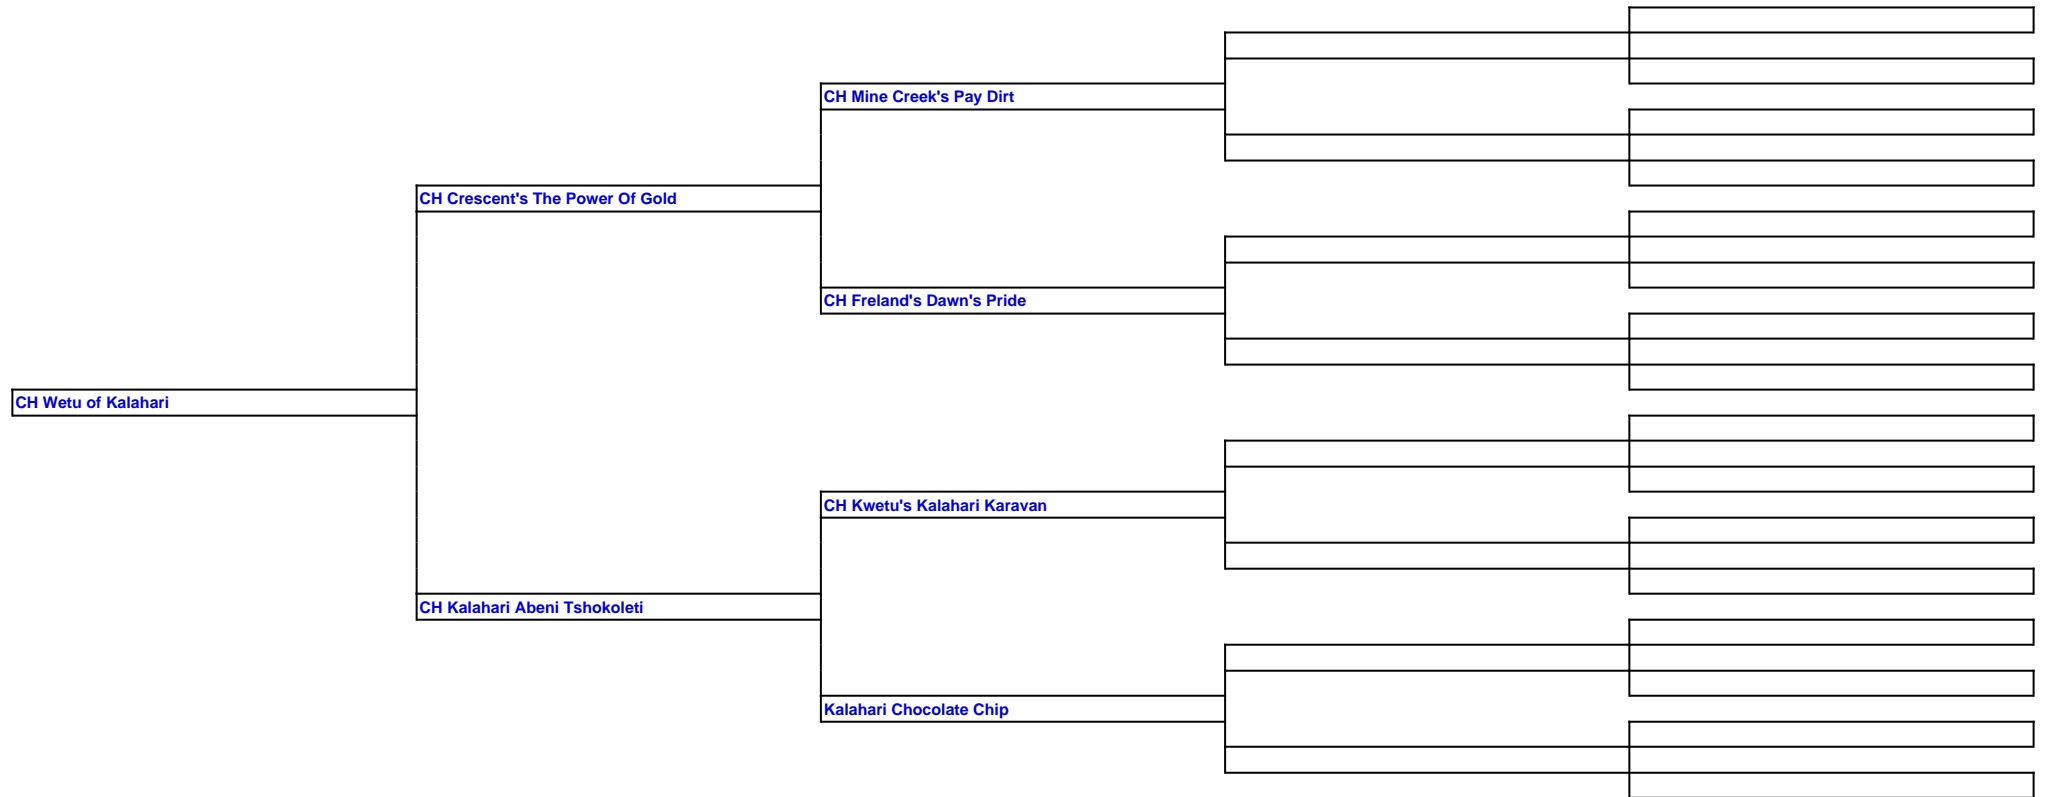 CH Mine Creek's Pay Dirt
CH Crescent's The Power Of Gold
CH Freland's Dawn's Pride
CH Wetu of Kalahari
CH Kwetu's Kalahari Karavan
CH Kalahari Abeni Tshokoleti
Kalahari Chocolate Chip